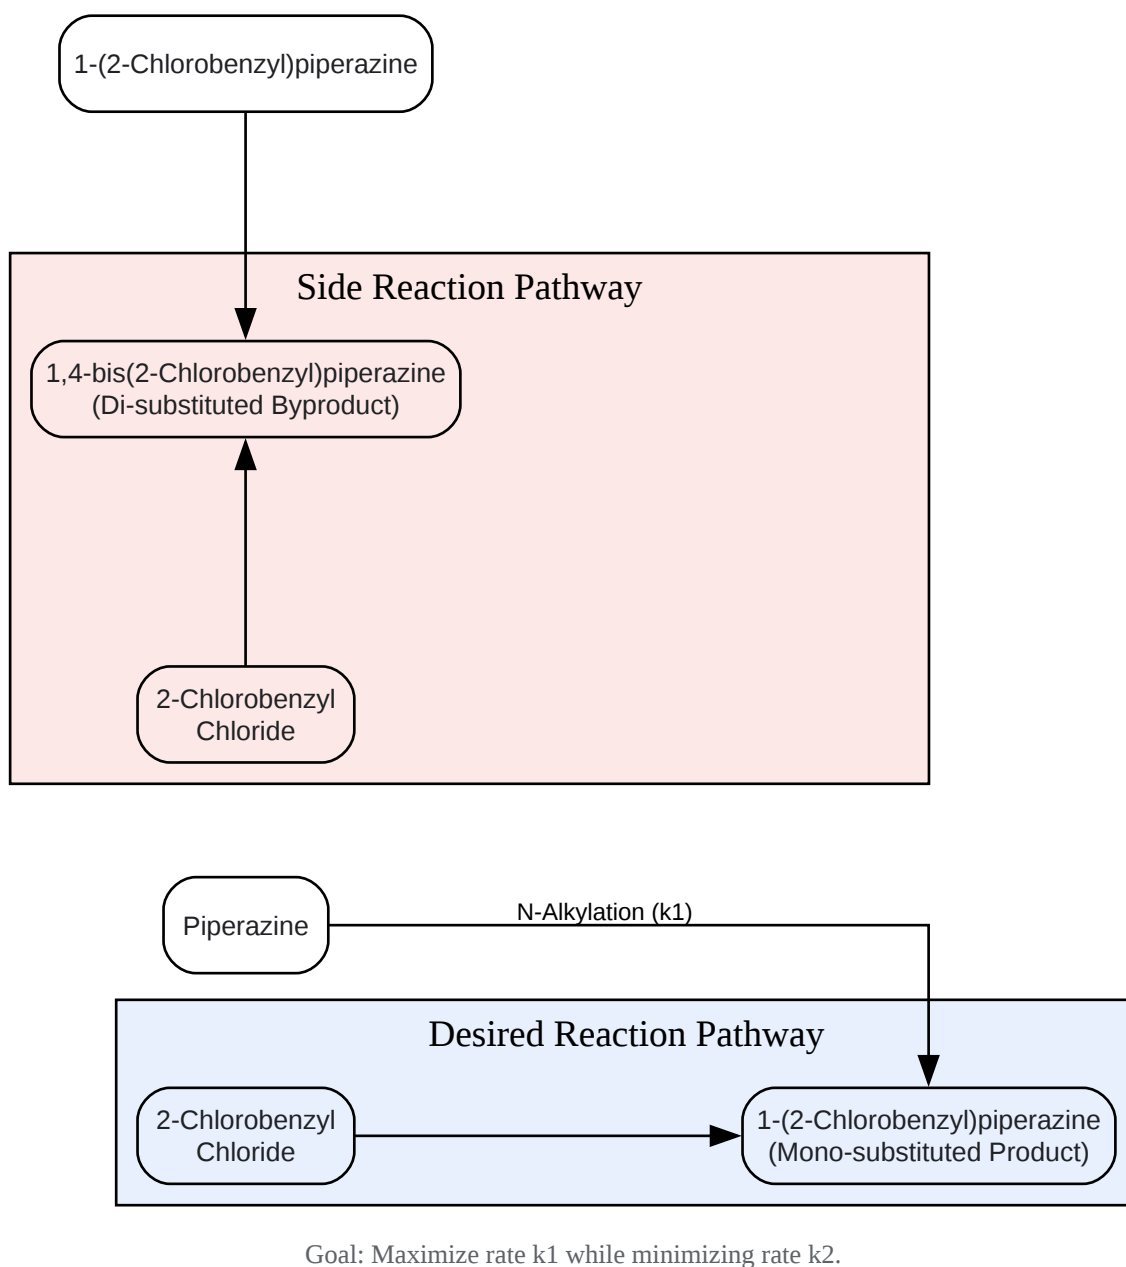 1-(2-Chlorobenzyl)piperazine
Side Reaction Pathway
1,4-bis(2-Chlorobenzyl)piperazine
(Di-substituted Byproduct)
2-Chlorobenzyl
Chloride
Piperazine
N-Alkylation (k1)
Desired Reaction Pathway
2-Chlorobenzyl
Chloride
1-(2-Chlorobenzyl)piperazine
(Mono-substituted Product)
Goal: Maximize rate k1 while minimizing rate k2.